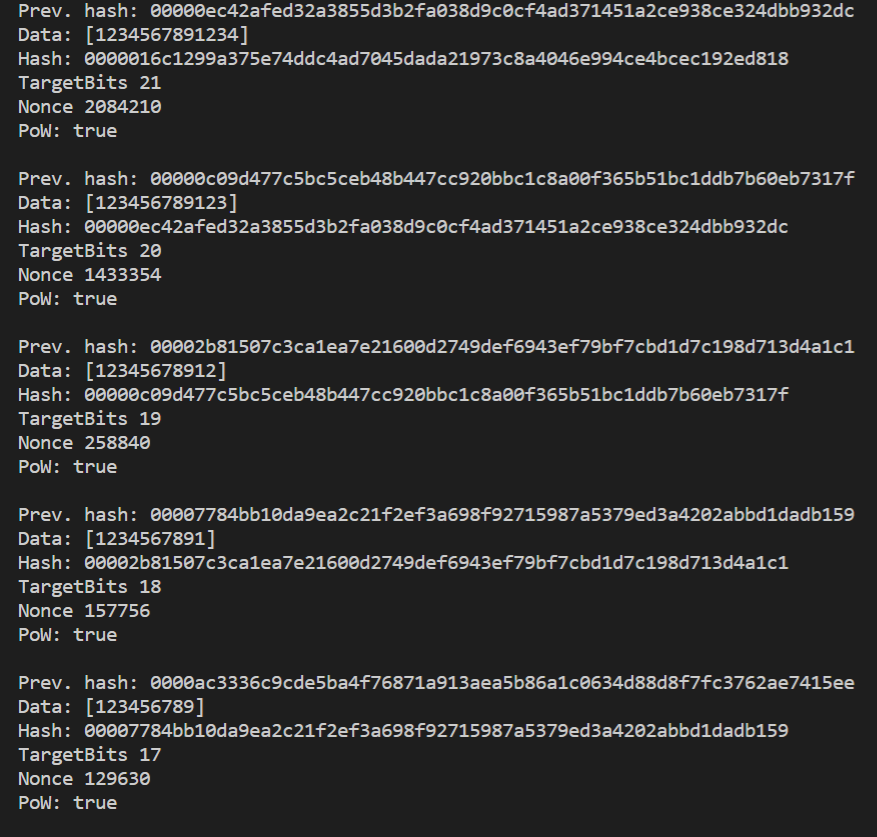 Prev. hash: 00000ec42afed32a3855d3b2fa038d9c0cf4ad371451a2ce938ce324dbb932dc
Data: [1234567891234]
Hash: 0000016c1299a375e74ddc4ad7045dada21973c8a4046e994ce4bcec192ed818
TargetBits 21
Nonce 2084210
PoW: true
Prev. hash: 00000c09d477c5bc5ceb48b447cc920bbc1c8a00f365b51bc1ddb7b60eb7317f
Data: [123456789123]
Hash: 00000ec42afed32a3855d3b2fa038d9c0cf4ad371451a2ce938ce324dbb932dc
TargetBits 20
Nonce 1433354
PoW: true
Prev. hash: 00002b81507c3ca1ea7e21600d2749def6943ef79bf7cbd1d7c198d713d4a1c1
Data: [12345678912]
Hash: 00000c09d477c5bc5ceb48b447cc920bbc1c8a00f365b51bc1ddb7b60eb7317f
TargetBits 19
Nonce 258840
PoW: true
Prev. hash: 00007784bb10da9ea2c21f2ef3a698f92715987a5379ed3a4202abbd1dadb159
Data: [1234567891]
Hash: 00002b81507c3ca1ea7e21600d2749def6943ef79bf7cbd1d7c198d713d4a1c1
TargetBits 18
Nonce 157756
PoW: true
Prev. hash: 0000ac3336c9cde5ba4f76871a913aea5b86a1c0634d88d8f7fc3762ae7415ee
Data: [123456789]
Hash: 00007784bb10da9ea2c21f2ef3a698f92715987a5379ed3a4202abbd1dadb159
TargetBits 17
Nonce 129630
PoW: true